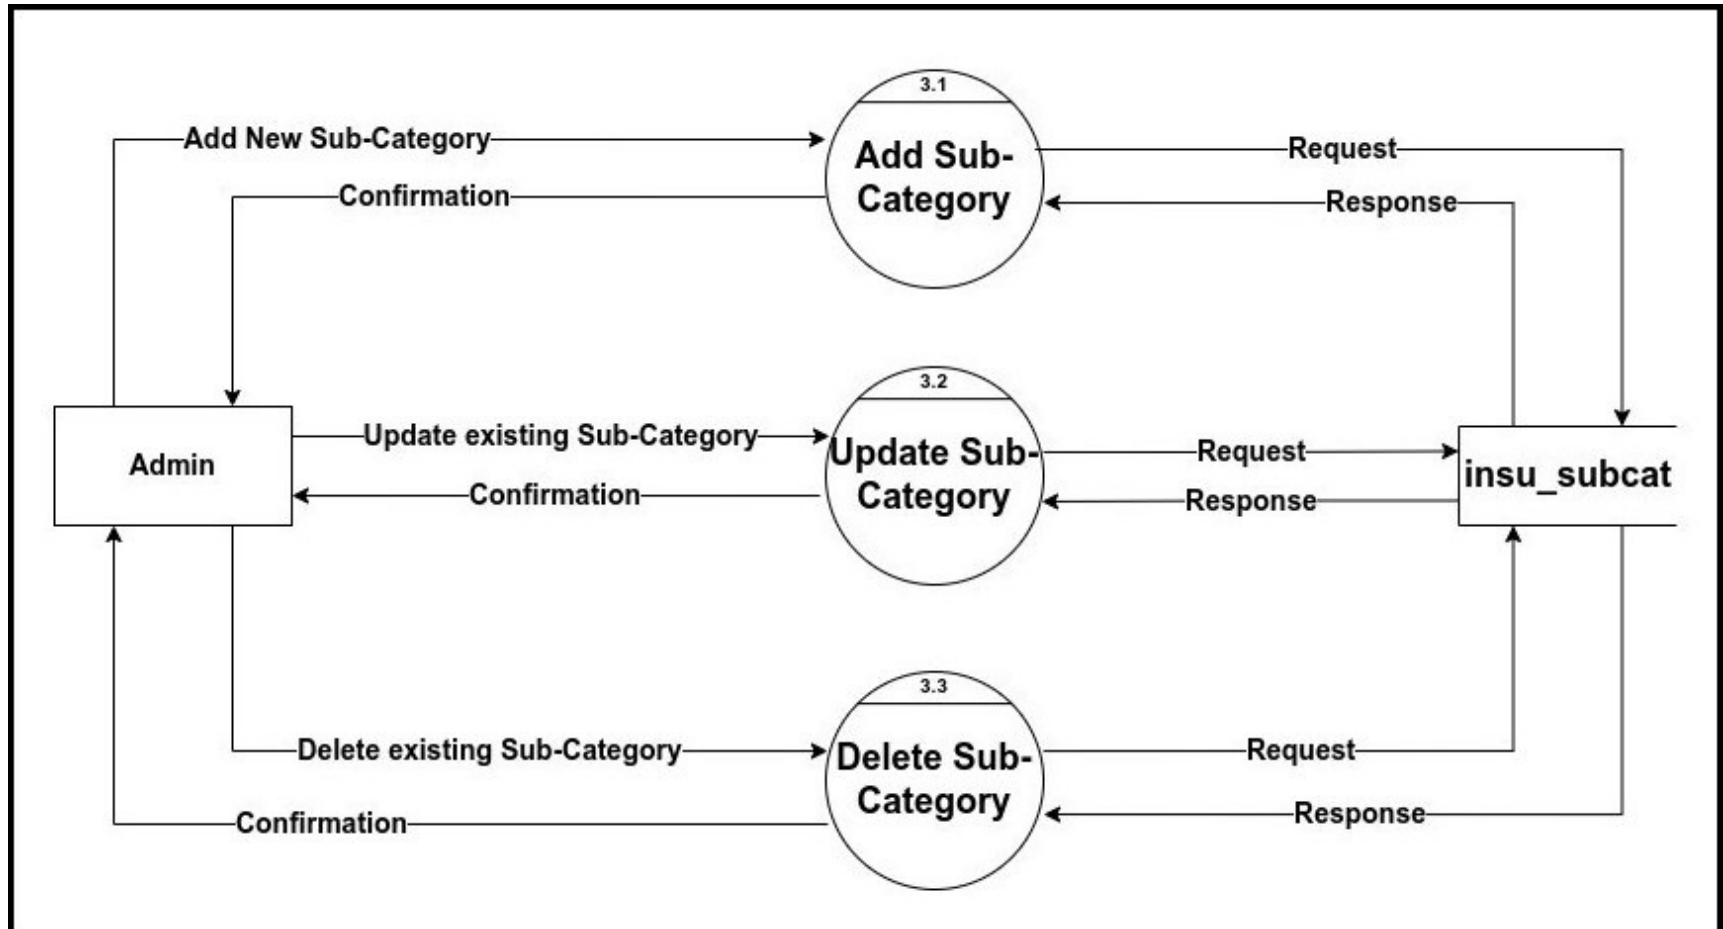 3.1
Add New Sub-Category
Add Sub-
Category
Request
Confirmation
Response
3.2
Admin
Update existing Sub-Category
Update Sub-
Category
Request
insu_subcat
Confirmation
Response
3.3
Delete existing Sub-Category
Delete Sub-
Category
Request
Confirmation
Response